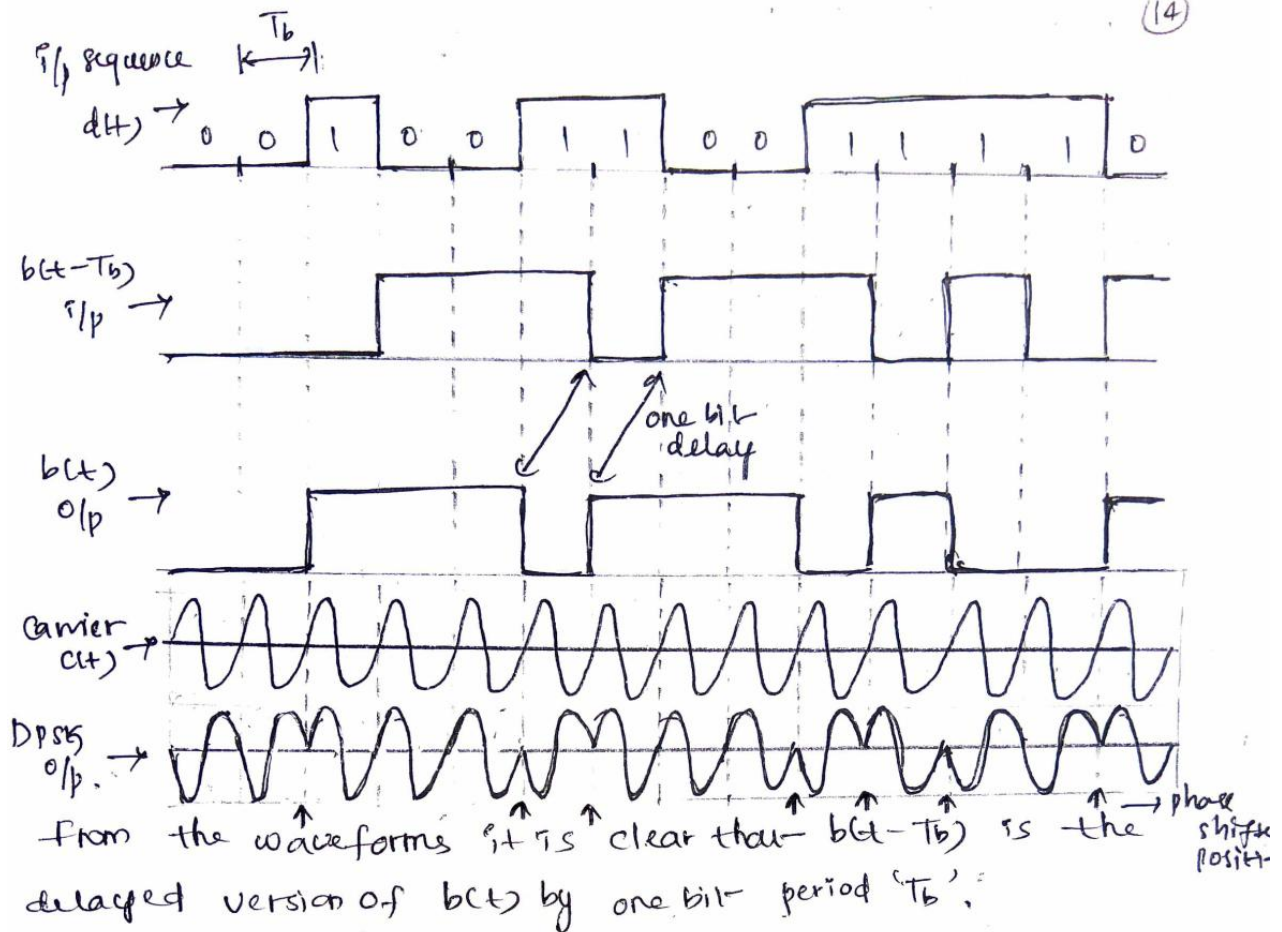 14
Tb
i/p sequence
d(t) →
0 0 1 0 0 1 1 0 0 1 1 1 1 0
b(t-Tb)
i/p →
one bit
delay
b(t)
o/p →
Carrier
c(t) →
DPSK
o/p. →
→ phase
shift
From the waveforms it is clear that b(t-Tb) is the
delayed version of b(t) by one bit period 'Tb'.